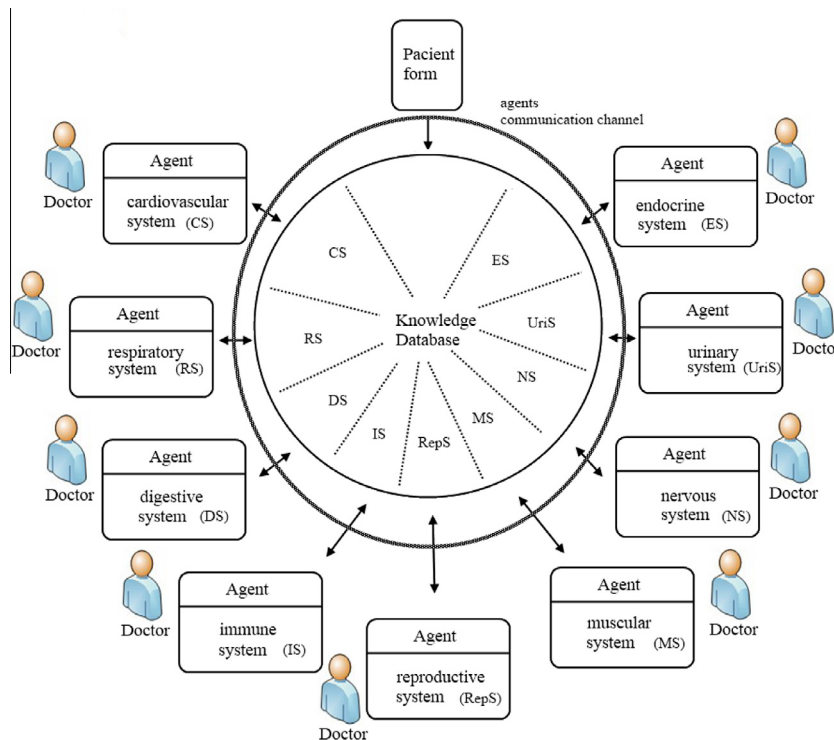 Pacient
form
agents
communication channel
Agent
cardiovascular
system (CS)
Doctor
Agent
endocrine
system (ES)
Doctor
CS
ES
Agent
respiratory
system (RS)
Doctor
RS
Knowledge
Database
UriS
Agent
urinary
system (UriS)
Doctor
NS
DS
IS
RepS
MS
Agent
digestive
system (DS)
Doctor
Agent
nervous
system (NS)
Doctor
Agent
immune
system (IS)
Doctor
Agent
muscular
system (MS)
Doctor
Agent
reproductive
system (RepS)
Doctor